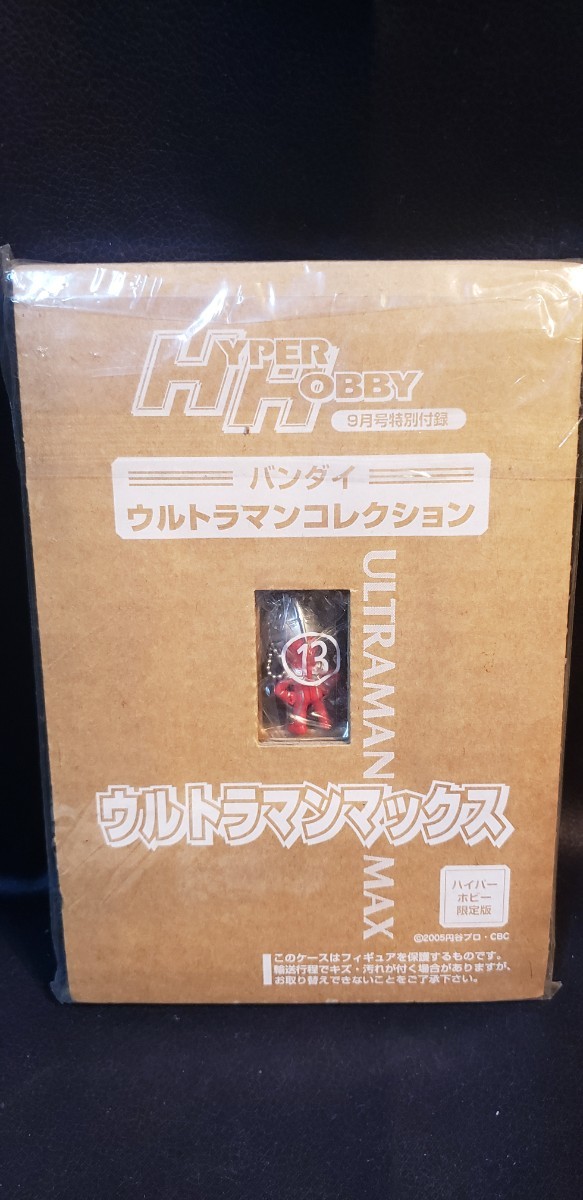 HYPER
HOBBY
9月号特別付録
バンダイ
ウルトラマンコレクション
ULTRAMAN MAX
13
ウルトラマンマックス
ハイパー
ホビー
限定版
©2005円谷プロ・CBC
このケースはフィギュアを保護するものです。
輸送行程でキズ・汚れが付く場合がありますが、
お取り替えできないことをご了承下さい。